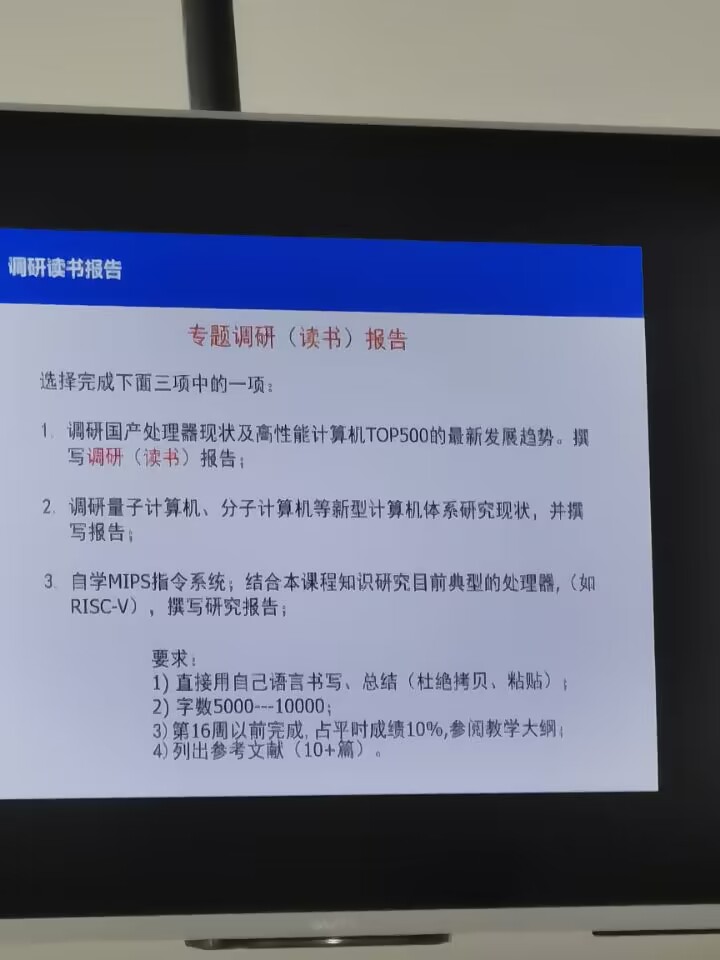 调研读书报告
专题调研（读书）报告
选择完成下面三项中的一项：
1. 调研国产处理器现状及高性能计算机TOP500的最新发展趋势。撰
写调研（读书）报告；
2. 调研量子计算机、分子计算机等新型计算机体系研究现状，并撰
写报告；
3. 自学MIPS指令系统；结合本课程知识研究目前典型的处理器,（如
RISC-V），撰写研究报告；
要求：
1) 直接用自己语言书写、总结（杜绝拷贝、粘贴）；
2) 字数5000---10000；
3) 第16周以前完成, 占平时成绩10%,参阅教学大纲；
4) 列出参考文献（10+篇）。